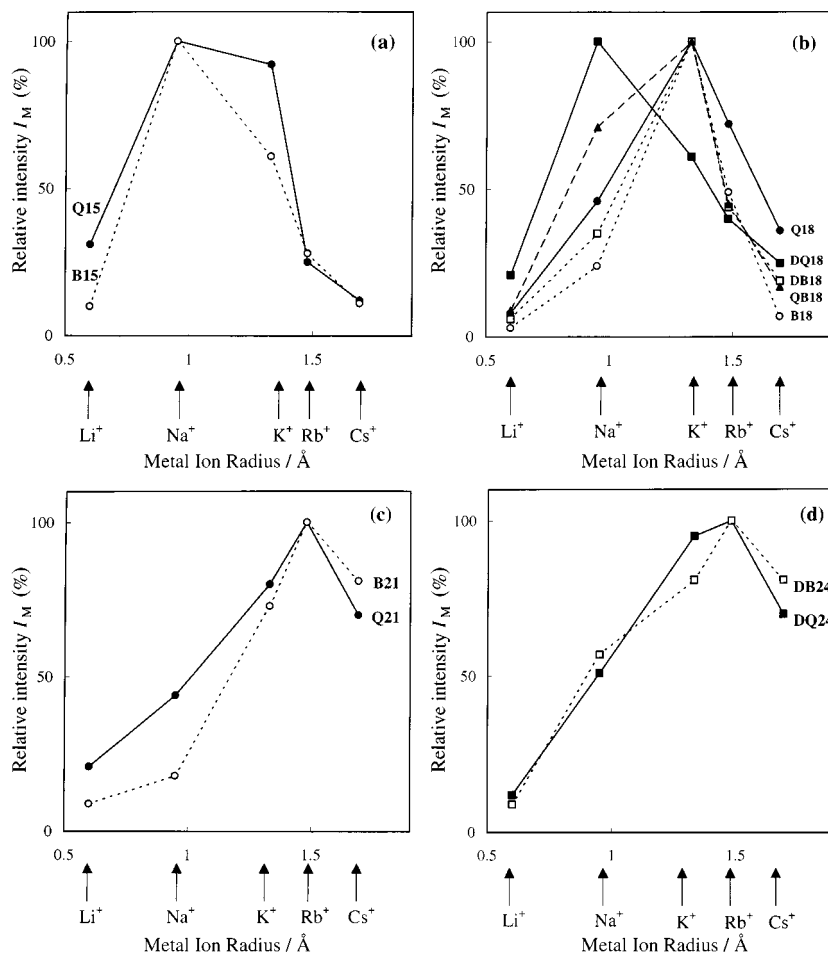 (a)
100
50
0
Relative intensity I_M (%)
Q15
B15
0.5
1
1.5
Li+
Na+
K+
Rb+
Cs+
Metal Ion Radius / Å
(b)
100
50
0
Relative intensity I_M (%)
Q18
DQ18
DB18
QB18
B18
0.5
1
1.5
Li+
Na+
K+
Rb+
Cs+
Metal Ion Radius / Å
(c)
100
50
0
Relative intensity I_M (%)
B21
Q21
0.5
1
1.5
Li+
Na+
K+
Rb+
Cs+
Metal Ion Radius / Å
(d)
100
50
0
Relative intensity I_M (%)
DB24
DQ24
0.5
1
1.5
Li+
Na+
K+
Rb+
Cs+
Metal Ion Radius / Å